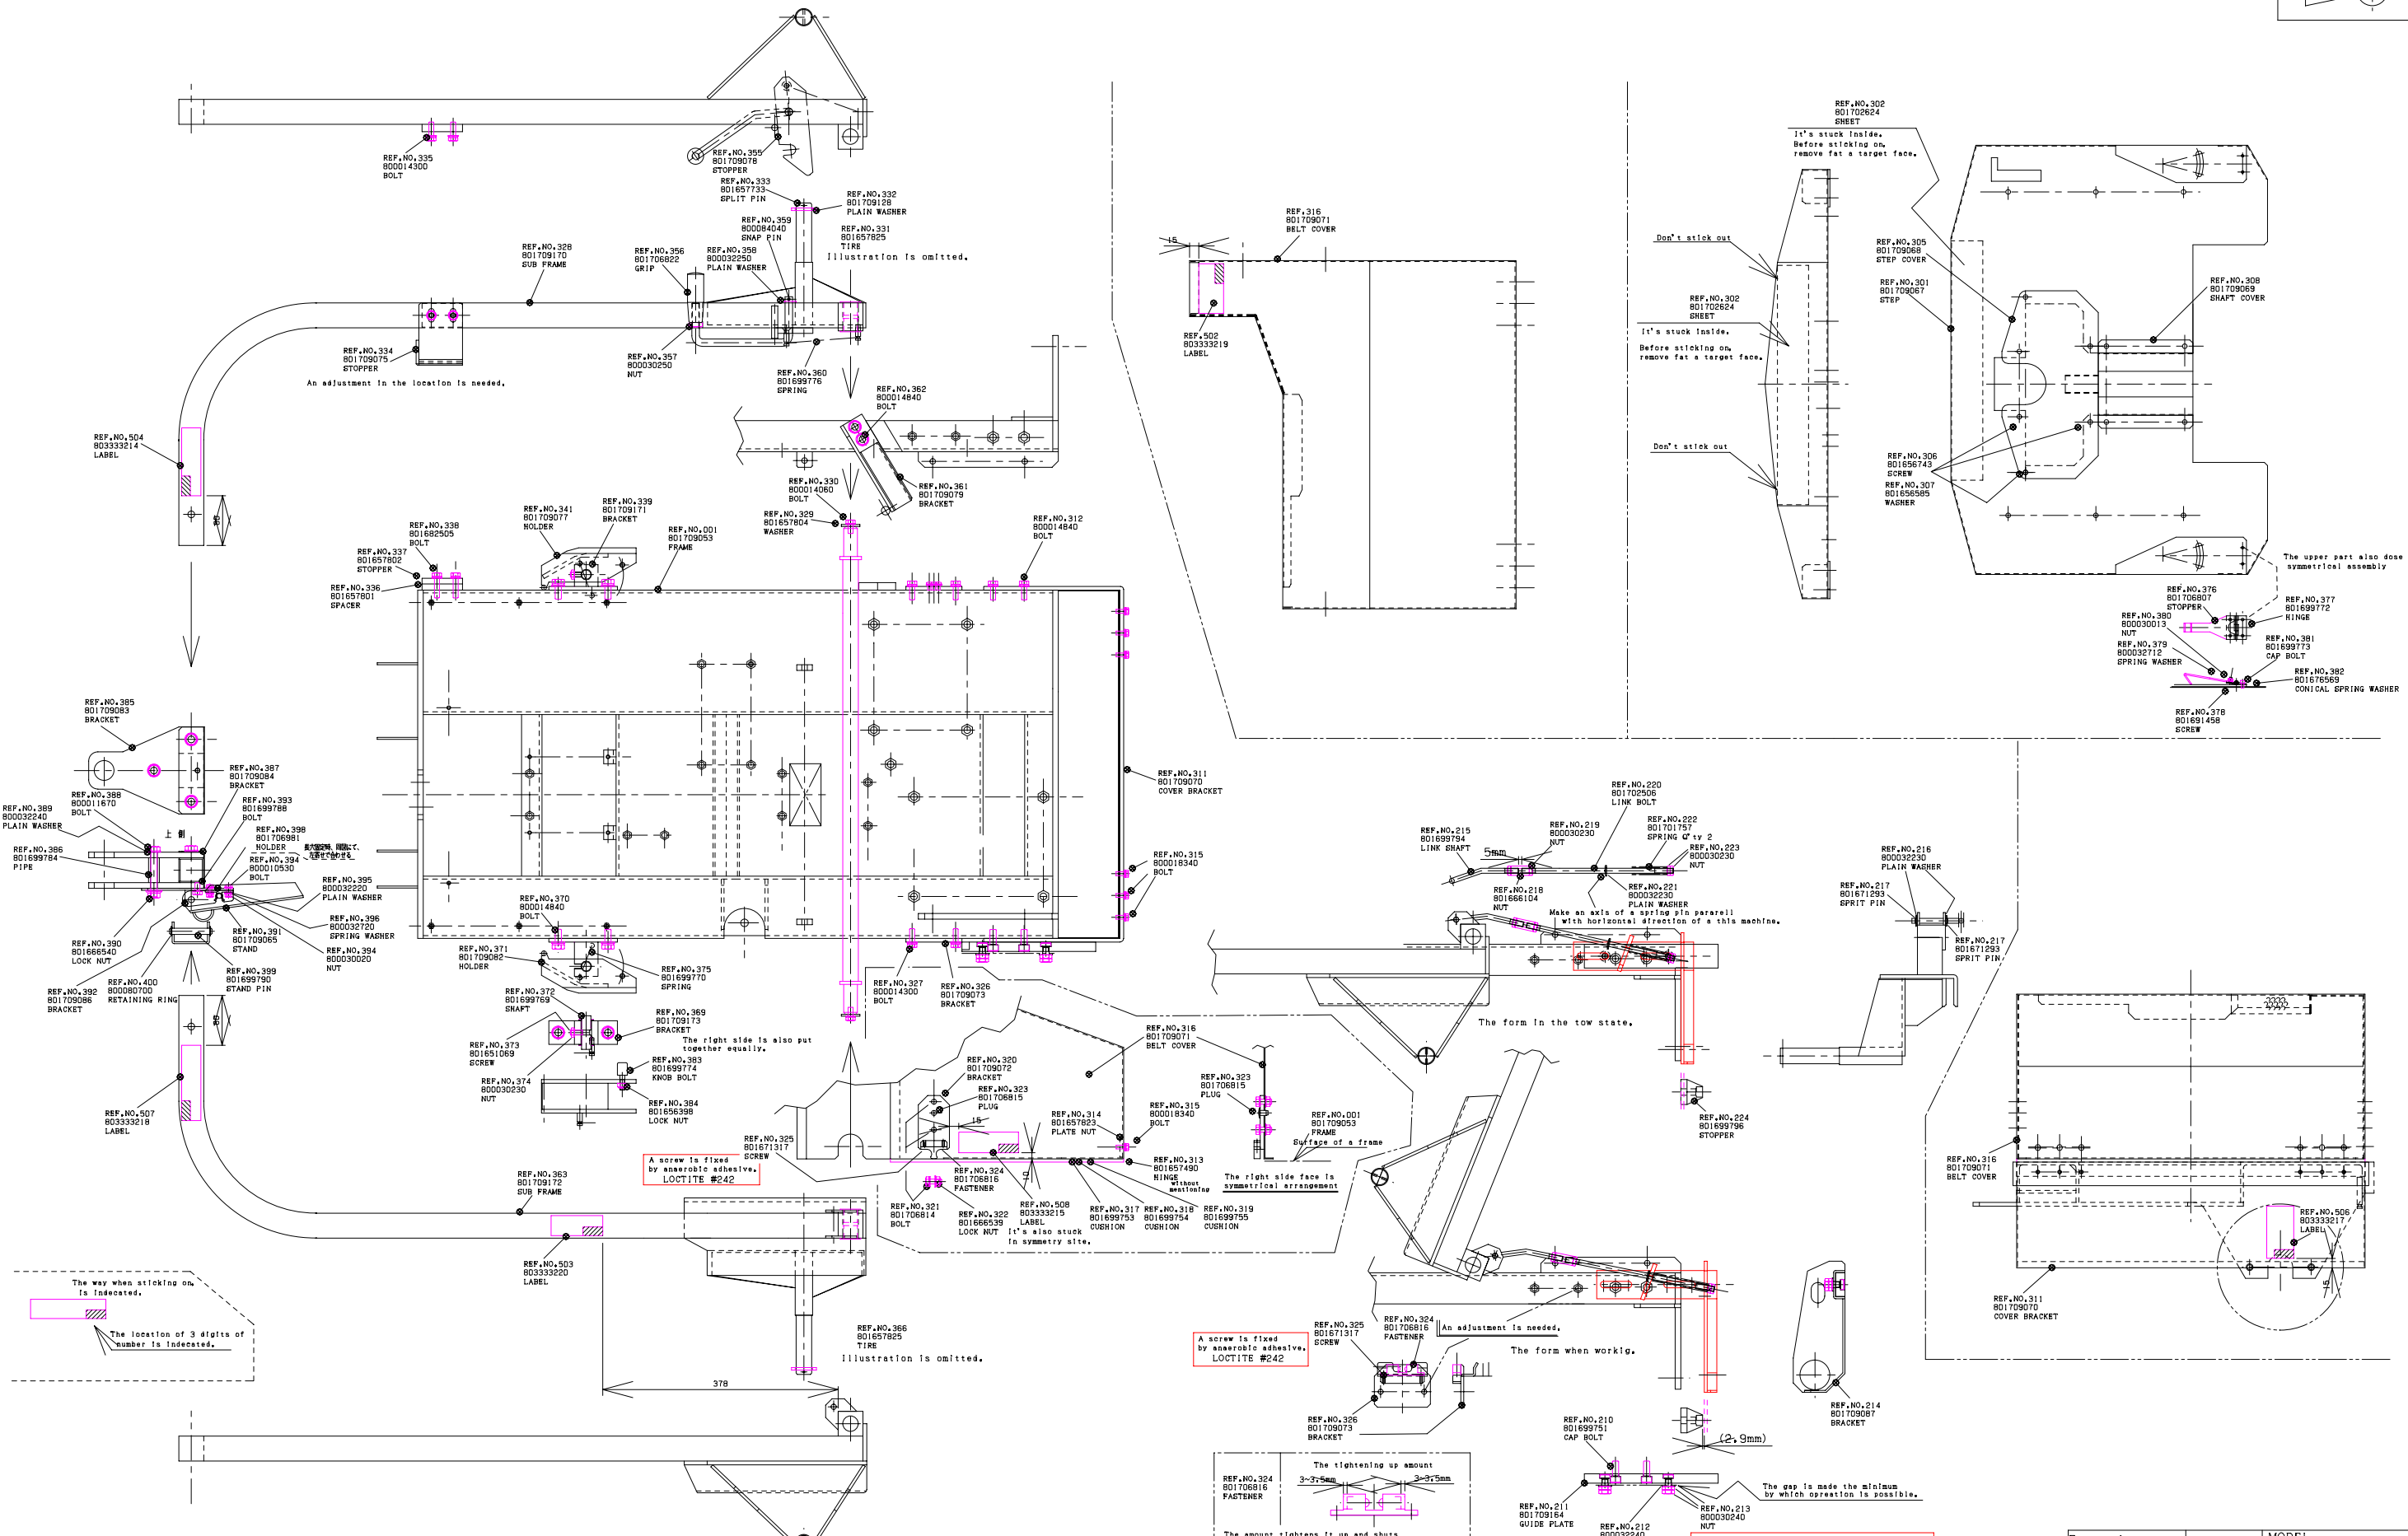 REF.NO.335
800014300
BOLT
REF.NO.355
801709078
STOPPER
REF.NO.333
801657733
SPLIT PIN
REF.NO.332
801709128
PLAIN WASHER
REF.NO.359
800084040
SNAP PIN
REF.NO.331
801657825
TIRE
Illustration is omitted.
REF.NO.328
801709170
SUB FRAME
REF.NO.356
801706822
GRIP
REF.NO.358
800032250
PLAIN WASHER
REF.NO.334
801709075
STOPPER
An adjustment in the location is needed.
REF.NO.357
800030250
NUT
REF.NO.360
801699776
SPRING
REF.NO.362
800014840
BOLT
REF.NO.504
803333214
LABEL
86
REF.NO.330
800014060
BOLT
REF.NO.361
801709079
BRACKET
REF.NO.329
801657804
WASHER
REF.NO.312
800014840
BOLT
REF.NO.341
801709077
HOLDER
REF.NO.339
801709171
BRACKET
REF.NO.001
801709053
FRAME
REF.NO.338
801682505
BOLT
REF.NO.337
801657802
STOPPER
REF.NO.336
801657801
SPACER
REF.316
801709071
BELT COVER
15
REF.502
803333219
LABEL
REF.NO.302
801702624
SHEET
It's stuck inside.
Before sticking on,
remove fat a target face.
Don't stick out
REF.NO.302
801702624
SHEET
It's stuck inside.
Before sticking on,
remove fat a target face.
Don't stick out
REF.NO.305
801709068
STEP COVER
REF.NO.301
801709067
STEP
REF.NO.308
801709069
SHAFT COVER
REF.NO.306
801656743
SCREW
REF.NO.307
801656585
WASHER
The upper part also dose
symmetrical assembly
REF.NO.376
801706807
STOPPER
REF.NO.377
801699772
HINGE
REF.NO.380
800030013
NUT
REF.NO.381
801699773
CAP BOLT
REF.NO.379
800032712
SPRING WASHER
REF.NO.382
801676569
CONICAL SPRING WASHER
REF.NO.378
801691458
SCREW
REF.NO.385
801709083
BRACKET
REF.NO.387
801709084
BRACKET
REF.NO.388
800011670
BOLT
REF.NO.393
801699788
BOLT
REF.NO.389
800032240
PLAIN WASHER
上 側
REF.NO.398
801706981
HOLDER
REF.NO.386
801699784
PIPE
REF.NO.394
800010530
BOLT
REF.NO.395
800032220
PLAIN WASHER
REF.NO.396
800032720
SPRING WASHER
REF.NO.394
800030020
NUT
REF.NO.391
801709065
STAND
REF.NO.390
801666540
LOCK NUT
REF.NO.399
801699790
STAND PIN
REF.NO.400
800080700
RETAINING RING
REF.NO.392
801709086
BRACKET
86
REF.NO.507
803333218
LABEL
REF.NO.311
801709070
COVER BRACKET
REF.NO.315
800018340
BOLT
REF.NO.370
800014840
BOLT
REF.NO.371
801709082
HOLDER
REF.NO.375
801699770
SPRING
REF.NO.372
801699769
SHAFT
REF.NO.369
801709173
BRACKET
REF.NO.373
801651069
SCREW
The right side is also put
together equally.
REF.NO.374
800030230
NUT
REF.NO.383
801699774
KNOB BOLT
REF.NO.384
801656398
LOCK NUT
REF.NO.327
800014300
BOLT
REF.NO.326
801709073
BRACKET
REF.NO.316
801709071
BELT COVER
REF.NO.320
801709072
BRACKET
REF.NO.323
801706815
PLUG
REF.NO.314
801657823
PLATE NUT
REF.NO.315
800018340
BOLT
REF.NO.323
801706815
PLUG
REF.NO.001
801709053
FRAME
Surface of a frame
15
10
REF.NO.325
801671317
SCREW
A screw is fixed
by anaerobic adhesive.
LOCTITE #242
REF.NO.324
801706816
FASTENER
REF.NO.313
801657490
HINGE
without
mentioning
The right side face is
symmetrical arrangement
REF.NO.321
801706814
BOLT
REF.NO.322
801666539
LOCK NUT
REF.NO.508
803333215
LABEL
It's also stuck
in symmetry site.
REF.NO.317
801699753
CUSHION
REF.NO.318
801699754
CUSHION
REF.NO.319
801699755
CUSHION
REF.NO.363
801709172
SUB FRAME
REF.NO.503
803333220
LABEL
The way when sticking on,
is indecated.
The location of 3 digits of
number is indecated.
REF.NO.366
801657825
TIRE
Illustration is omitted.
378
REF.NO.220
801702506
LINK BOLT
REF.NO.215
801699794
LINK SHAFT
REF.NO.219
800030230
NUT
REF.NO.222
801701757
SPRING Q'ty 2
REF.NO.223
800030230
NUT
5mm
REF.NO.218
801666104
NUT
REF.NO.221
800032230
PLAIN WASHER
Make an axis of a spring pin pararell
with horizontal direction of a this machine.
REF.NO.216
800032230
PLAIN WASHER
REF.NO.217
801671293
SPRIT PIN
REF.NO.217
801671293
SPRIT PIN
The form in the tow state.
REF.NO.224
801699796
STOPPER
REF.NO.316
801709071
BELT COVER
REF.NO.506
803333217
LABEL
15
REF.NO.311
801709070
COVER BRACKET
A screw is fixed
by anaerobic adhesive.
LOCTITE #242
REF.NO.325
801671317
SCREW
REF.NO.324
801706816
FASTENER
An adjustment is needed.
The form when workig.
REF.NO.326
801709073
BRACKET
REF.NO.214
801709087
BRACKET
REF.NO.210
801699751
CAP BOLT
(2.9mm)
The gap is made the minimum
by which opreation is possible.
REF.NO.211
801709164
GUIDE PLATE
REF.NO.212
800032240
REF.NO.213
800030240
NUT
REF.NO.324
801706816
FASTENER
The tightening up amount
3~3.5mm
3~3.5mm
The amount tightens it up and shuts
MODEL